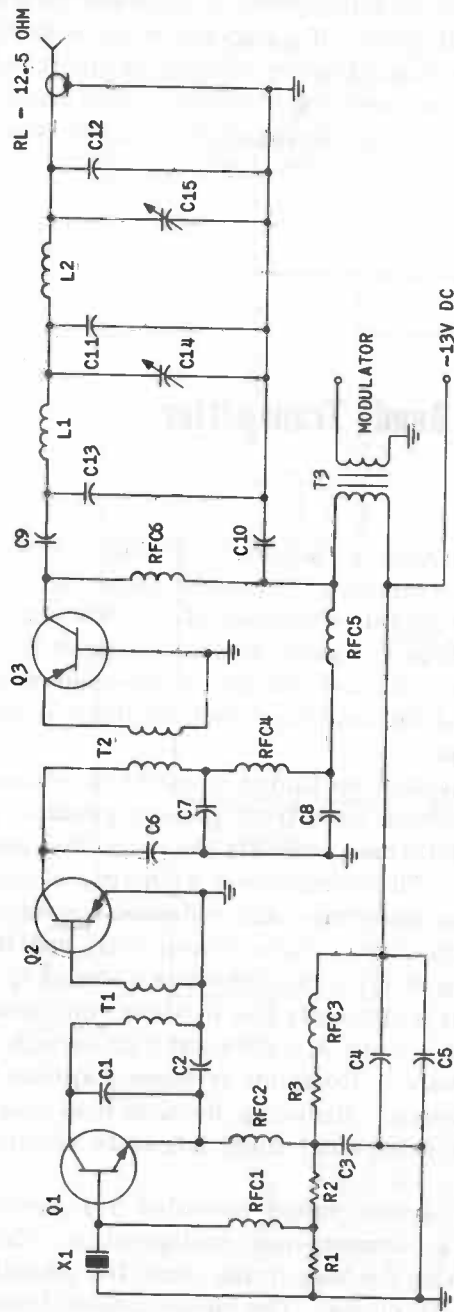 RL - 12.5 OHM
C12
C15
L2
C11
C14
L1
C13
C9
C10
RFC6
Q3
T3
MODULATOR
-13V DC
RFC5
T2
RFC4
C6
C7
C8
Q2
T1
C1
C2
Q1
X1
RFC1
RFC2
RFC3
R1
R2
R3
C3
C4
C5